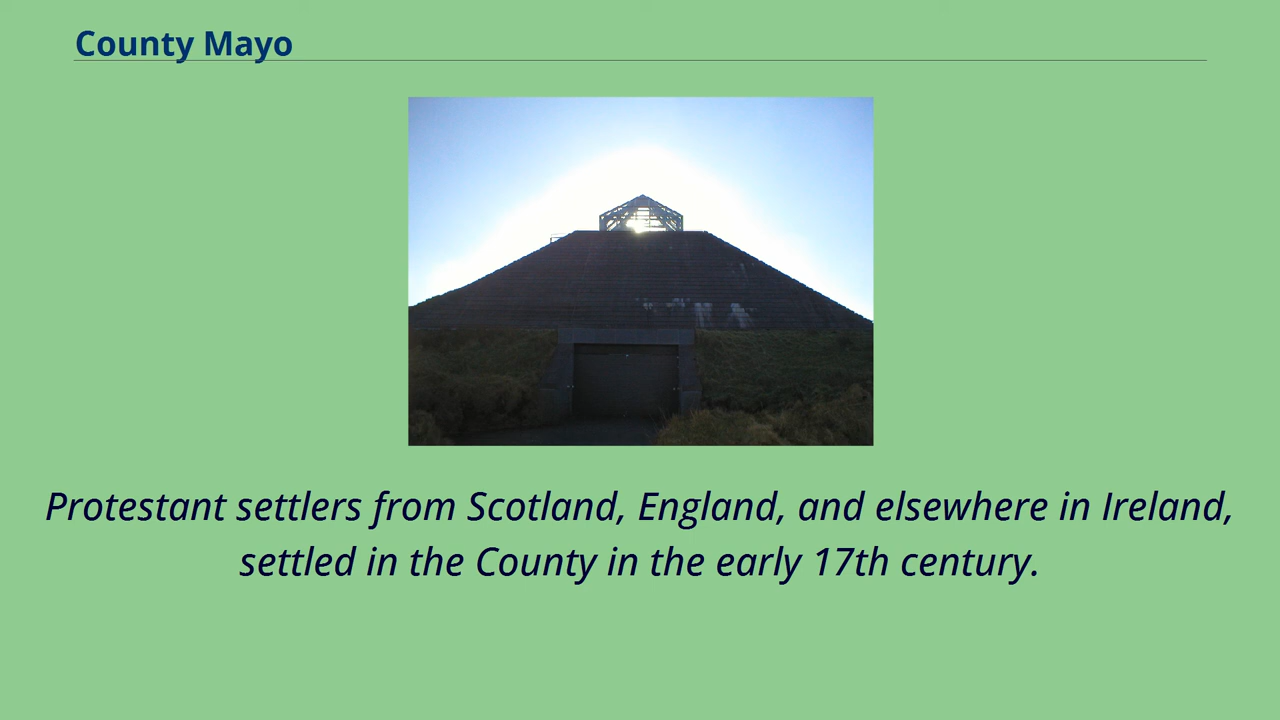 County Mayo
Protestant settlers from Scotland, England, and elsewhere in Ireland,
settled in the County in the early 17th century.